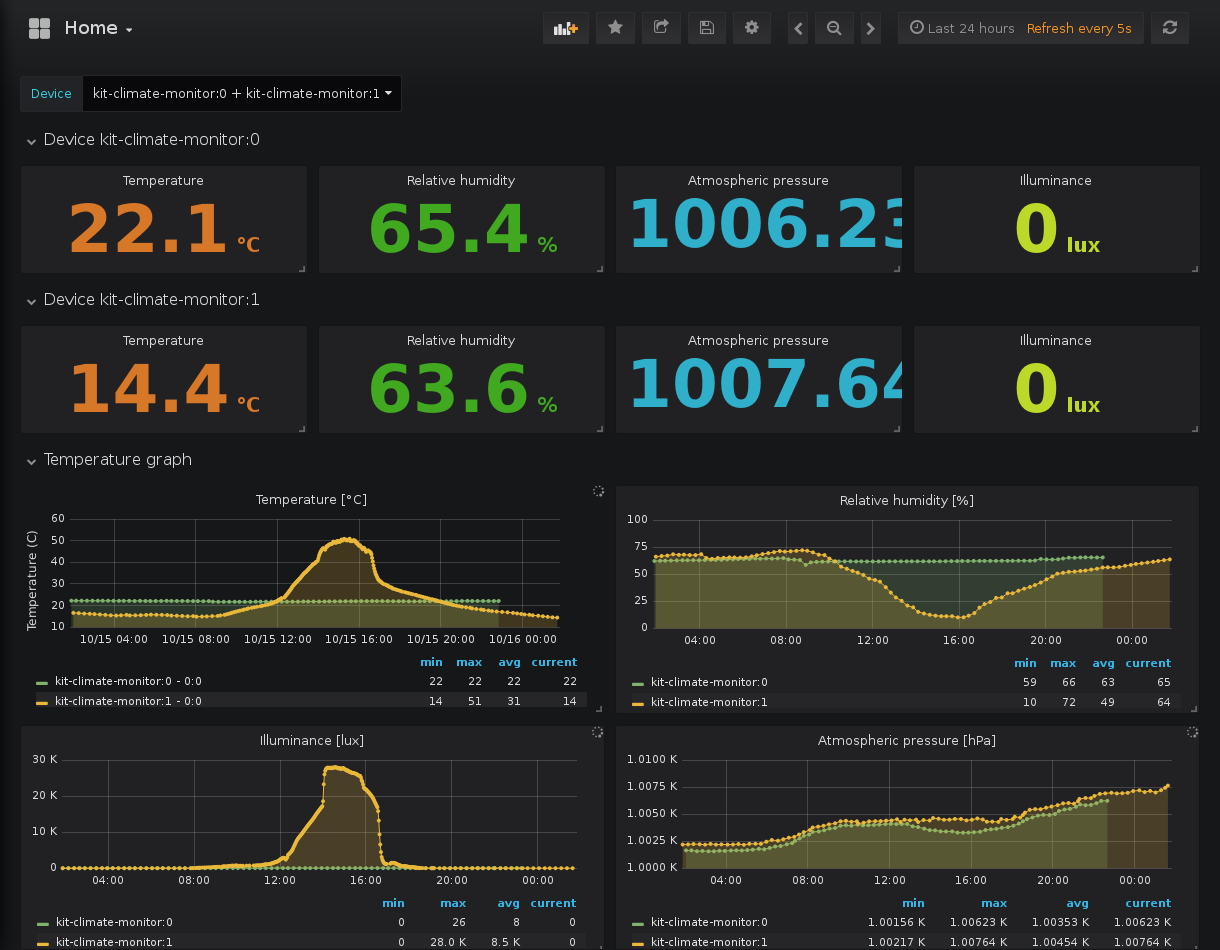 Home
Last 24 hours Refresh every 5s
Device kit-climate-monitor:0 + kit-climate-monitor:1
Device kit-climate-monitor:0
Temperature Relative humidity Atmospheric pressure Illuminance
22.1 °C 65.4 % 1006.23 0 lux
Device kit-climate-monitor:1
Temperature Relative humidity Atmospheric pressure Illuminance
14.4 °C 63.6 % 1007.64 0 lux
Temperature graph
Temperature [°C]
Temperature (C)
60
50
40
30
20
10
10/15 04:00 10/15 08:00 10/15 12:00 10/15 16:00 10/15 20:00 10/16 00:00
min max avg current
kit-climate-monitor:0 - 0:0 22 22 22 22
kit-climate-monitor:1 - 0:0 14 51 31 14
Relative humidity [%]
100
75
50
25
0
04:00 08:00 12:00 16:00 20:00 00:00
min max avg current
kit-climate-monitor:0 59 66 63 65
kit-climate-monitor:1 10 72 49 64
Illuminance [lux]
30 K
20 K
10 K
0
04:00 08:00 12:00 16:00 20:00 00:00
min max avg current
kit-climate-monitor:0 0 26 8 0
kit-climate-monitor:1 0 28.0 K 8.5 K 0
Atmospheric pressure [hPa]
1.0100 K
1.0075 K
1.0050 K
1.0025 K
1.0000 K
04:00 08:00 12:00 16:00 20:00 00:00
min max avg current
kit-climate-monitor:0 1.00156 K 1.00623 K 1.00353 K 1.00623 K
kit-climate-monitor:1 1.00217 K 1.00764 K 1.00454 K 1.00764 K